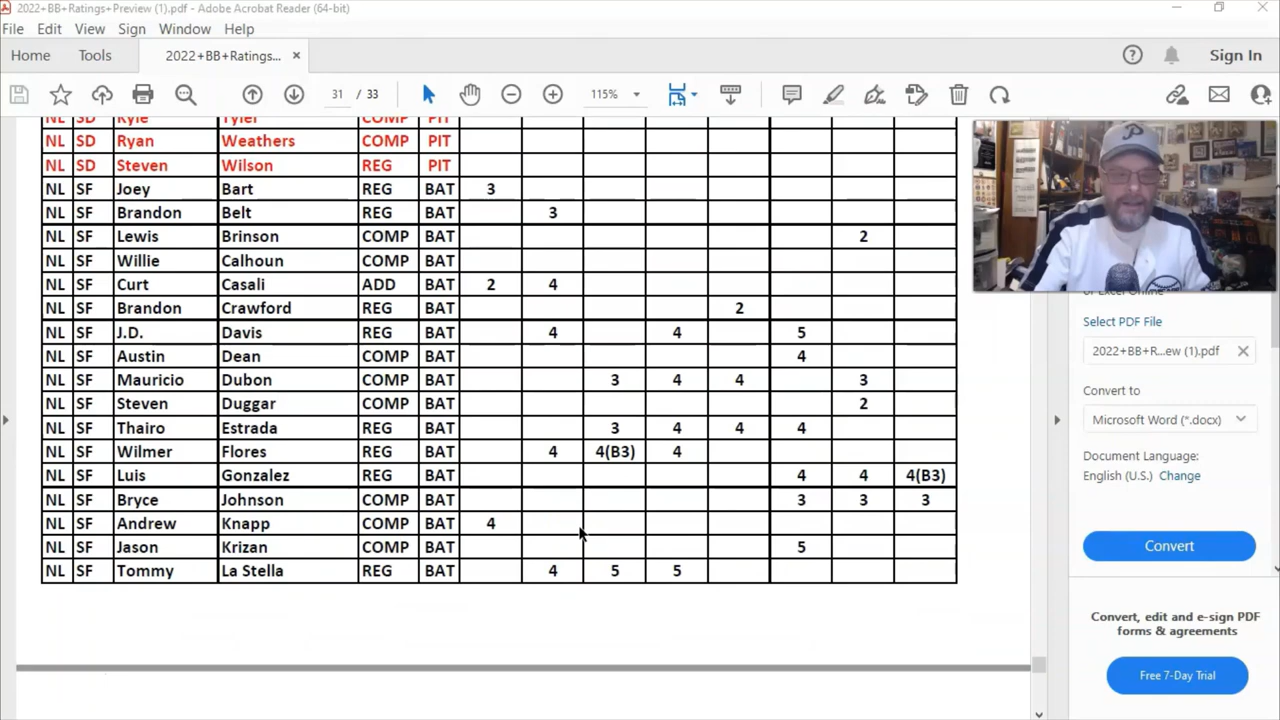 2022+BB+Ratings+Preview (1).pdf - Adobe Acrobat Reader (64-bit)
File Edit View Sign Window Help
Home Tools 2022+BB+Ratings... × Sign In
31 / 33 115%
NL SD Kyle Tyler COMP PIT
NL SD Ryan Weathers COMP PIT
NL SD Steven Wilson REG PIT
NL SF Joey Bart REG BAT 3
NL SF Brandon Belt REG BAT 3
NL SF Lewis Brinson COMP BAT 2
NL SF Willie Calhoun COMP BAT
NL SF Curt Casali ADD BAT 2 4
NL SF Brandon Crawford REG BAT 2
NL SF J.D. Davis REG BAT 4 4 5
NL SF Austin Dean COMP BAT 4
NL SF Mauricio Dubon COMP BAT 3 4 4 3
NL SF Steven Duggar COMP BAT 2
NL SF Thairo Estrada REG BAT 3 4 4 4
NL SF Wilmer Flores REG BAT 4 4(B3) 4
NL SF Luis Gonzalez REG BAT 4 4 4(B3)
NL SF Bryce Johnson COMP BAT 3 3 3
NL SF Andrew Knapp COMP BAT 4
NL SF Jason Krizan COMP BAT 5
NL SF Tommy La Stella REG BAT 4 5 5
or Excel Online
Select PDF File
2022+BB+R...ew (1).pdf
Convert to
Microsoft Word (*.docx)
Document Language:
English (U.S.) Change
Convert
Convert, edit and e-sign PDF
forms & agreements
Free 7-Day Trial